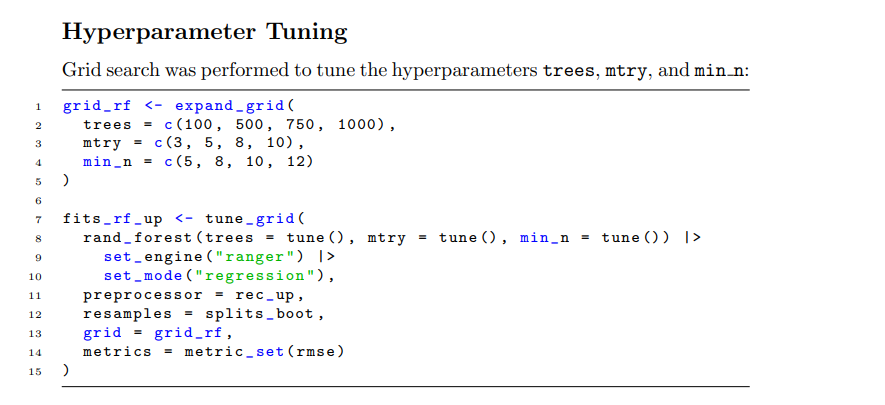 Hyperparameter Tuning
Grid search was performed to tune the hyperparameters trees, mtry, and min_n:
1 grid_rf <- expand_grid(
2   trees = c(100, 500, 750, 1000),
3   mtry = c(3, 5, 8, 10),
4   min_n = c(5, 8, 10, 12)
5 )
6
7 fits_rf_up <- tune_grid(
8   rand_forest(trees = tune(), mtry = tune(), min_n = tune()) |>
9     set_engine("ranger") |>
10     set_mode("regression"),
11   preprocessor = rec_up,
12   resamples = splits_boot,
13   grid = grid_rf,
14   metrics = metric_set(rmse)
15 )